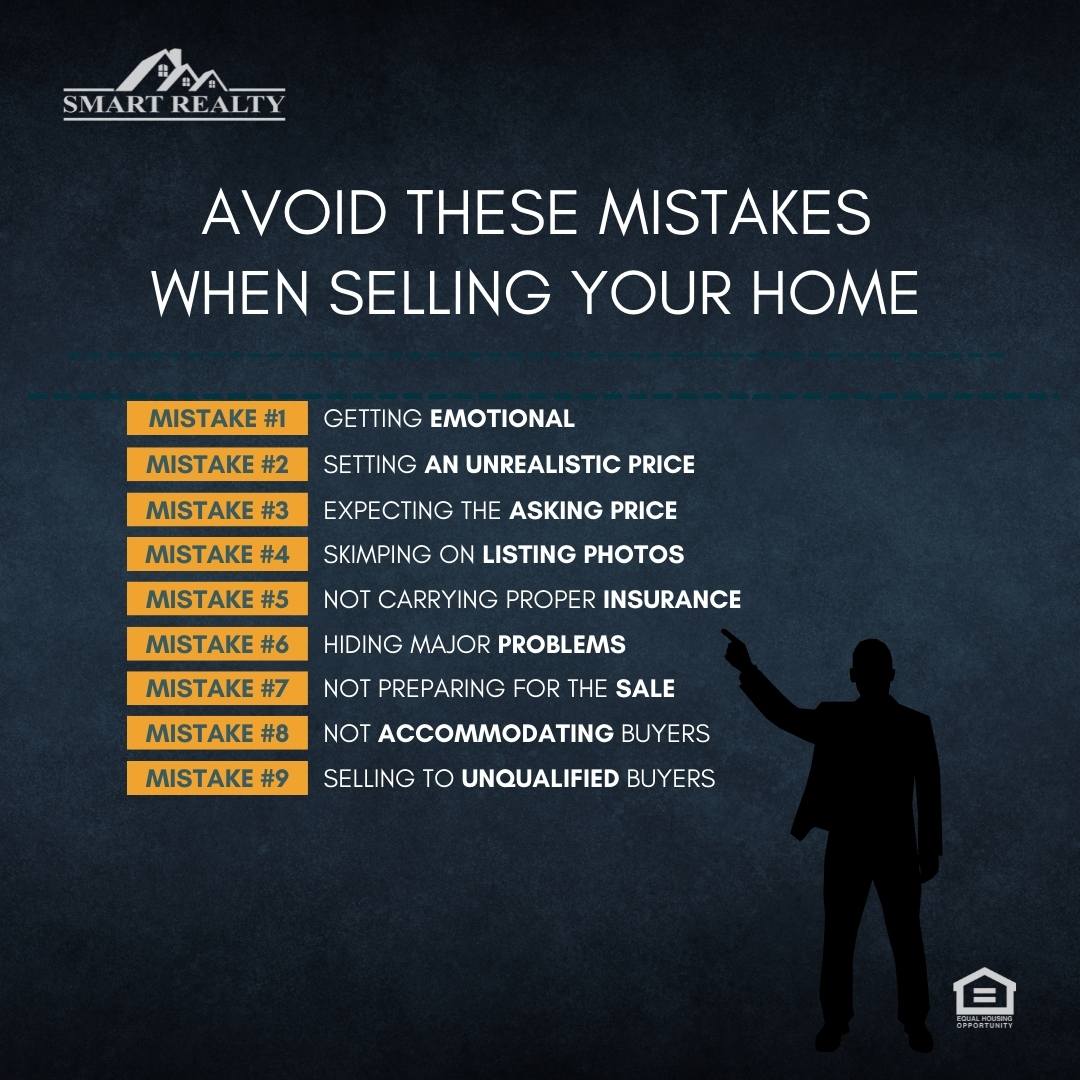 SMART REALTY
AVOID THESE MISTAKES
WHEN SELLING YOUR HOME
MISTAKE #1 GETTING EMOTIONAL
MISTAKE #2 SETTING AN UNREALISTIC PRICE
MISTAKE #3 EXPECTING THE ASKING PRICE
MISTAKE #4 SKIMPING ON LISTING PHOTOS
MISTAKE #5 NOT CARRYING PROPER INSURANCE
MISTAKE #6 HIDING MAJOR PROBLEMS
MISTAKE #7 NOT PREPARING FOR THE SALE
MISTAKE #8 NOT ACCOMMODATING BUYERS
MISTAKE #9 SELLING TO UNQUALIFIED BUYERS
EQUAL HOUSING
OPPORTUNITY